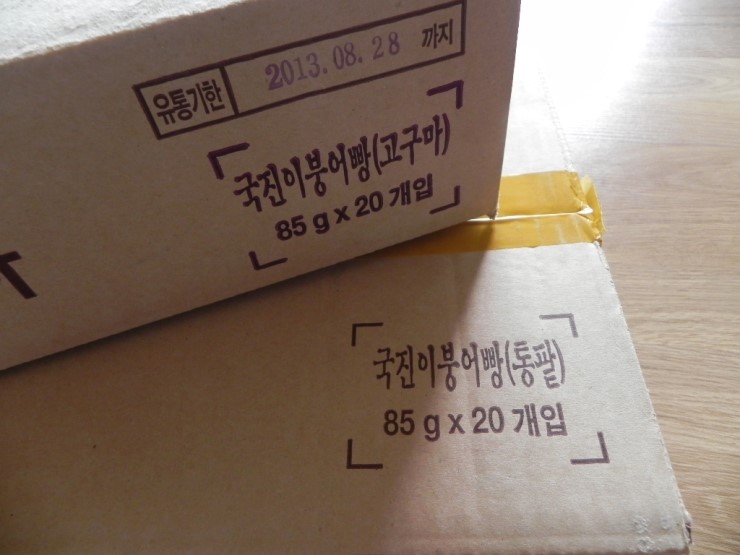 유통기한 2013.08.28 까지
국진이붕어빵(고구마)
85 g x 20 개입
국진이붕어빵(통팥)
85 g x 20 개입